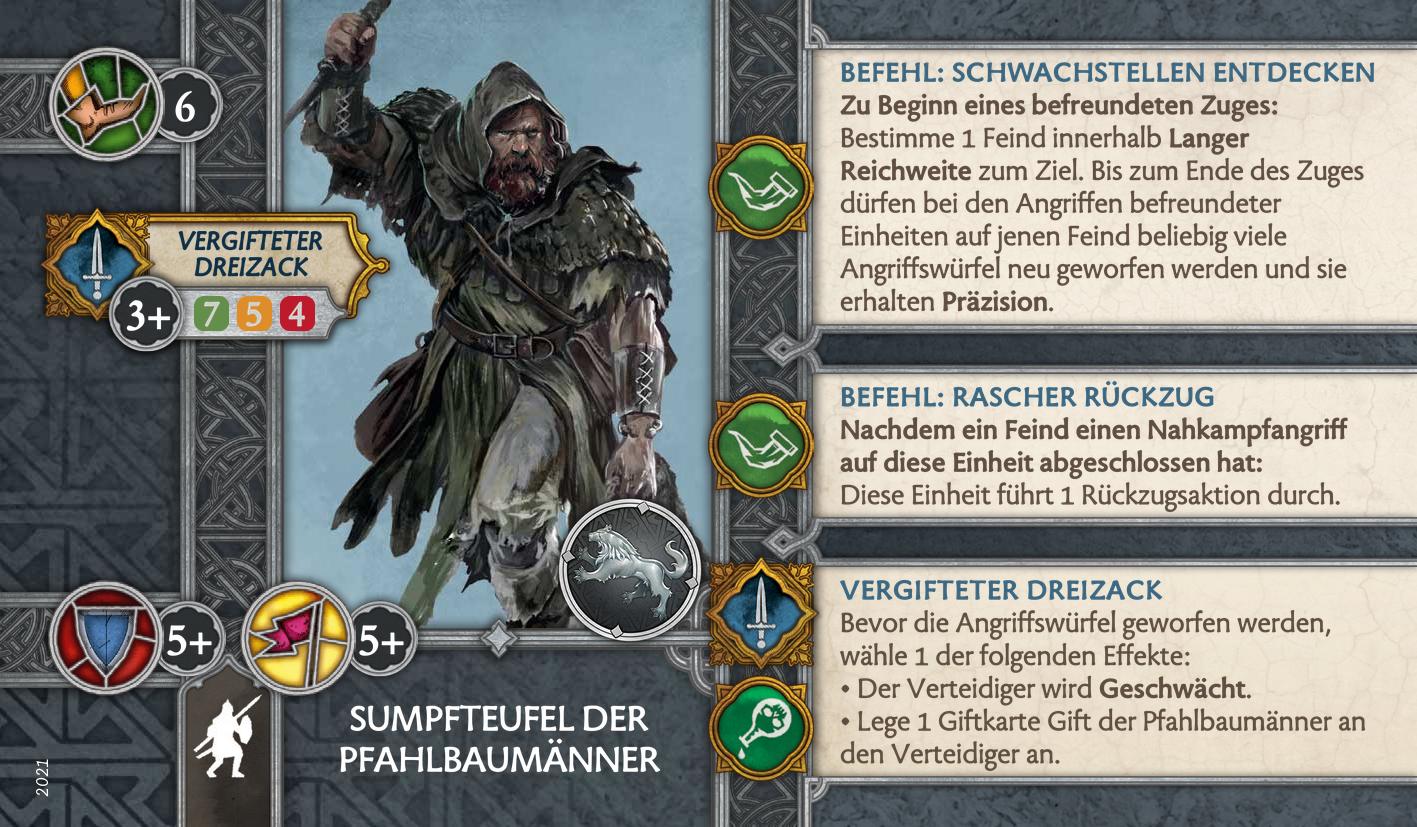 6
VERGIFTETER
DREIZACK
3+ 7 5 4
5+ 5+
SUMPFTEUFEL DER
PFAHLBAUMÄNNER
2021
BEFEHL: SCHWACHSTELLEN ENTDECKEN
Zu Beginn eines befreundeten Zuges:
Bestimme 1 Feind innerhalb Langer
Reichweite zum Ziel. Bis zum Ende des Zuges
dürfen bei den Angriffen befreundeter
Einheiten auf jenen Feind beliebig viele
Angriffswürfel neu geworfen werden und sie
erhalten Präzision.
BEFEHL: RASCHER RÜCKZUG
Nachdem ein Feind einen Nahkampfangriff
auf diese Einheit abgeschlossen hat:
Diese Einheit führt 1 Rückzugsaktion durch.
VERGIFTETER DREIZACK
Bevor die Angriffswürfel geworfen werden,
wähle 1 der folgenden Effekte:
• Der Verteidiger wird Geschwächt.
• Lege 1 Giftkarte Gift der Pfahlbaumänner an
den Verteidiger an.